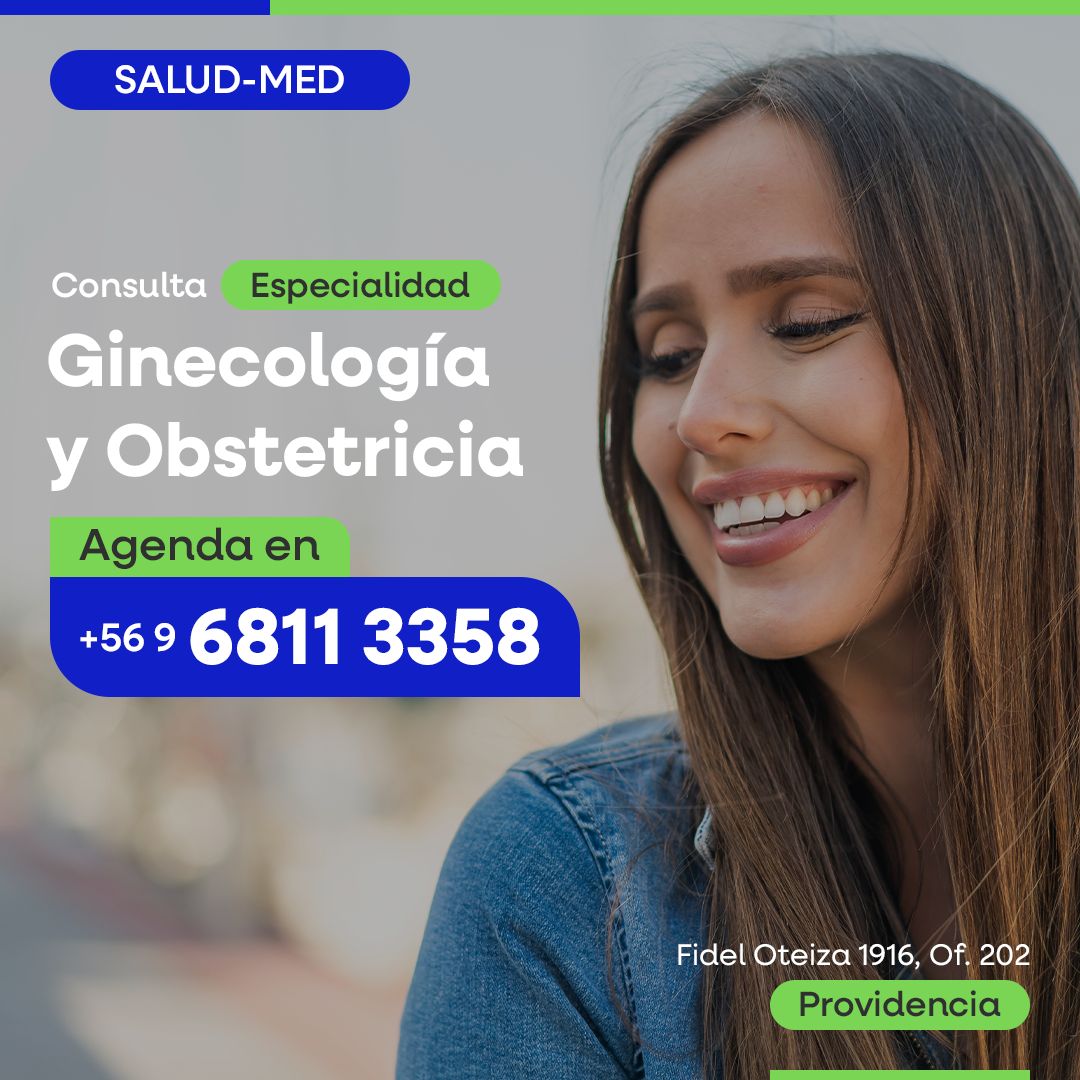 SALUD-MED
Consulta Especialidad
Ginecología
y Obstetricia
Agenda en
+56 9 6811 3358
Fidel Oteiza 1916, Of. 202
Providencia